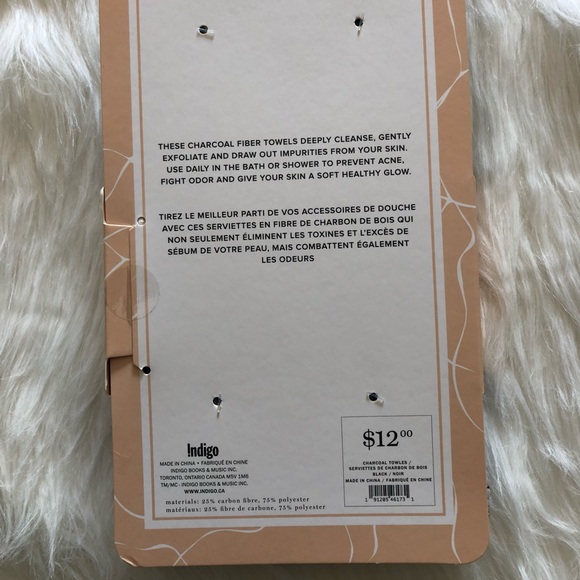 THESE CHARCOAL FIBER TOWELS DEEPLY CLEANSE, GENTLY
EXFOLIATE AND DRAW OUT IMPURITIES FROM YOUR SKIN.
USE DAILY IN THE BATH OR SHOWER TO PREVENT ACNE,
FIGHT ODOR AND GIVE YOUR SKIN A SOFT HEALTHY GLOW.
TIREZ LE MEILLEUR PARTI DE VOS ACCESSOIRES DE DOUCHE
AVEC CES SERVIETTES EN FIBRE DE CHARBON DE BOIS QUI
NON SEULEMENT ÉLIMINENT LES TOXINES ET L'EXCÈS DE
SÉBUM DE VOTRE PEAU, MAIS COMBATTENT ÉGALEMENT
LES ODEURS
!ndigo
MADE IN CHINA • FABRIQUÉ EN CHINE
INDIGO BOOKS & MUSIC INC.
TORONTO, ONTARIO CANADA M5V 1M6
TM/MC - INDIGO BOOKS & MUSIC INC.
WWW.INDIGO.CA
materials: 25% carbon fibre, 75% polyester
matériaux: 25% fibre de carbone, 75% polyester
$12.00
CHARCOAL TOWLES /
SERVIETTES DE CHARBON DE BOIS
BLACK / NOIR
MADE IN CHINA / FABRIQUÉ EN CHINE
1 91205 46173 1